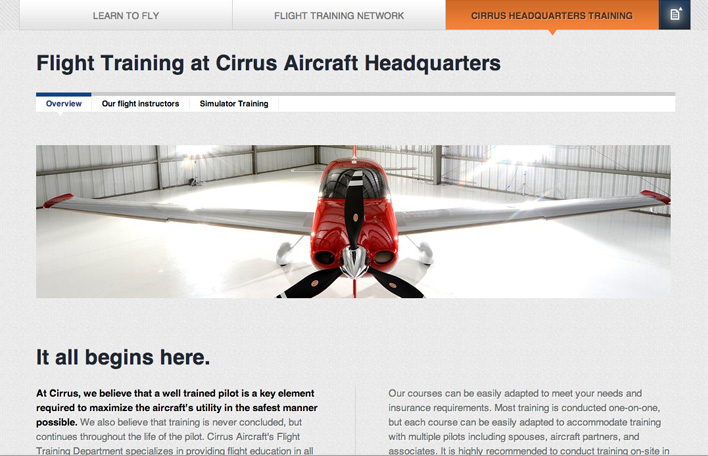 LEARN TO FLY
FLIGHT TRAINING NETWORK
CIRRUS HEADQUARTERS TRAINING
Flight Training at Cirrus Aircraft Headquarters
Overview
Our flight instructors
Simulator Training
It all begins here.
At Cirrus, we believe that a well trained pilot is a key element
required to maximize the aircraft's utility in the safest manner
possible. We also believe that training is never concluded, but
continues throughout the life of the pilot. Cirrus Aircraft's Flight
Training Department specializes in providing flight education in all
Our courses can be easily adapted to meet your needs and
insurance requirements. Most training is conducted one-on-one,
but each course can be easily adapted to accommodate training
with multiple pilots including spouses, aircraft partners, and
associates. It is highly recommended to conduct training on-site in